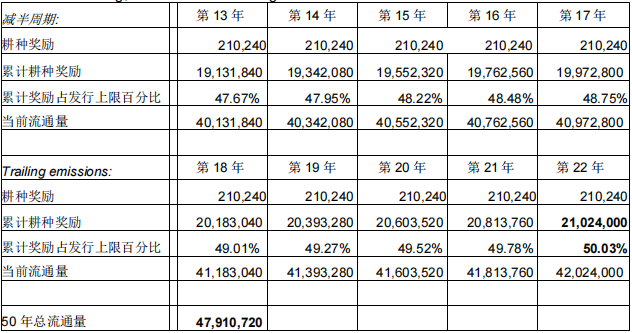 减半周期: 第 13 年 第 14 年 第 15 年 第 16 年 第 17 年
耕种奖励 210,240 210,240 210,240 210,240 210,240
累计耕种奖励 19,131,840 19,342,080 19,552,320 19,762,560 19,972,800
累计奖励占发行上限百分比 47.67% 47.95% 48.22% 48.48% 48.75%
当前流通量 40,131,840 40,342,080 40,552,320 40,762,560 40,972,800
Trailing emissions: 第 18 年 第 19 年 第 20 年 第 21 年 第 22 年
耕种奖励 210,240 210,240 210,240 210,240 210,240
累计耕种奖励 20,183,040 20,393,280 20,603,520 20,813,760 21,024,000
累计奖励占发行上限百分比 49.01% 49.27% 49.52% 49.78% 50.03%
当前流通量 41,183,040 41,393,280 41,603,520 41,813,760 42,024,000
50 年总流通量 47,910,720